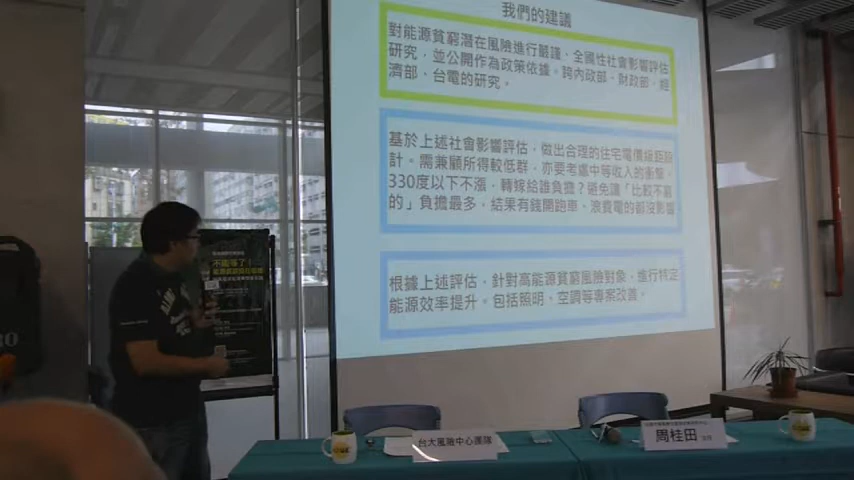 我們的建議
對能源貧窮潛在風險進行嚴謹、全國性社會影響評估
研究，並公開作為政策依據。跨內政部、財政部、經
濟部、台電的研究。
基於上述社會影響評估，做出合理的住宅電價級距設
計。需兼顧所得較低群，亦要考慮中等收入的衝擊。
330度以下不漲，轉嫁給誰負擔？避免讓「比較不窮
的」負擔最多，結果有錢開跑車、浪費電的都沒影響
根據上述評估，針對高能源貧窮風險對象，進行特定
能源效率提升。包括照明、空調等專案改善。
不能等了！
台大風險中心團隊
周桂田